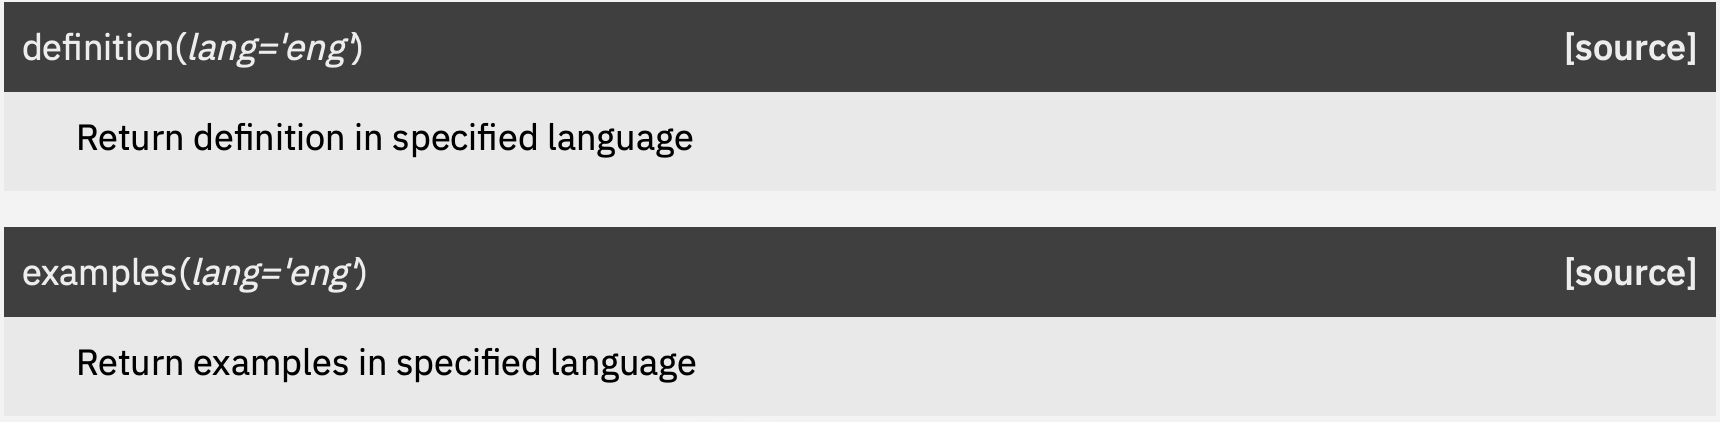 definition(lang='eng') [source]
Return definition in specified language
examples(lang='eng') [source]
Return examples in specified language